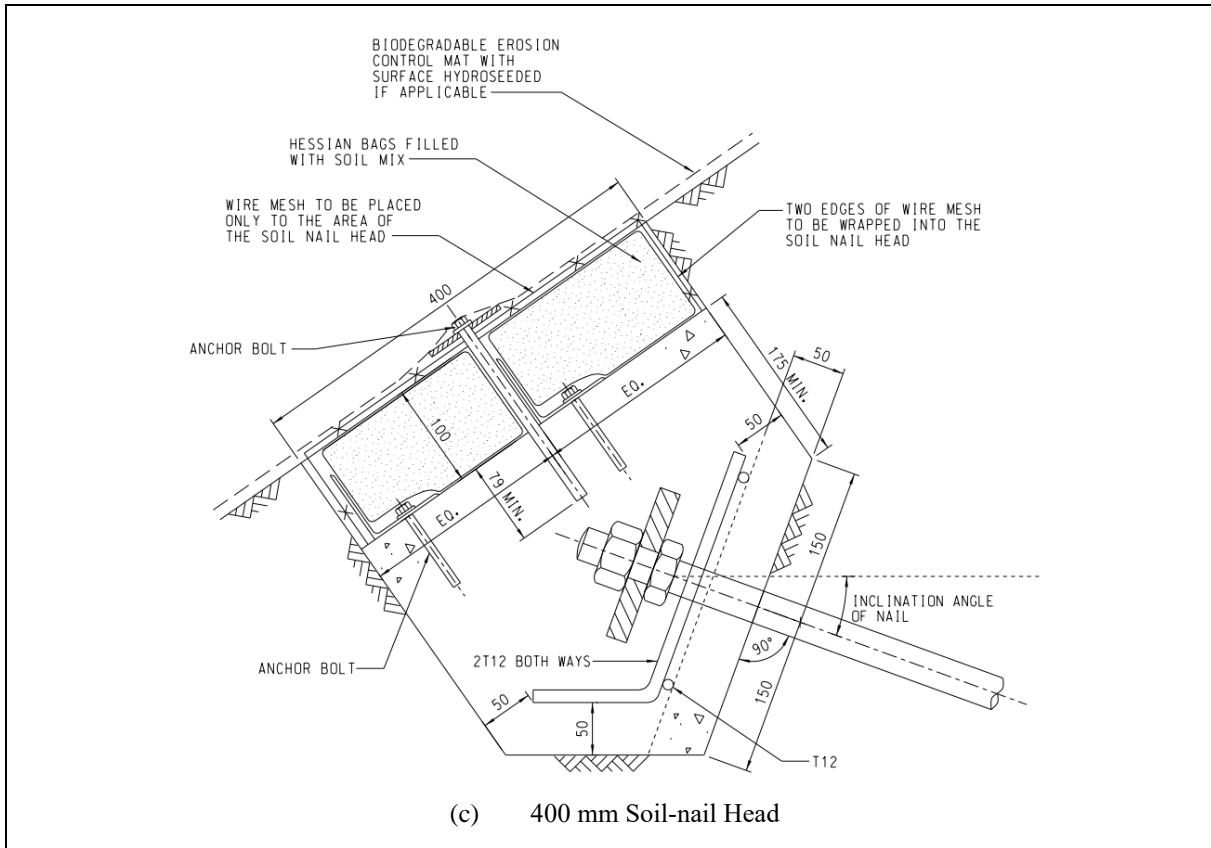 BIODEGRADABLE EROSION
CONTROL MAT WITH
SURFACE HYDROSEEDED
IF APPLICABLE
HESSIAN BAGS FILLED
WITH SOIL MIX
WIRE MESH TO BE PLACED
ONLY TO THE AREA OF
THE SOIL NAIL HEAD
TWO EDGES OF WIRE MESH
TO BE WRAPPED INTO THE
SOIL NAIL HEAD
400
ANCHOR BOLT
175 MIN.
50
EQ.
100
50
79 MIN.
EQ.
150
INCLINATION ANGLE
OF NAIL
90°
2T12 BOTH WAYS
ANCHOR BOLT
50
50
150
T12
(c) 400 mm Soil-nail Head